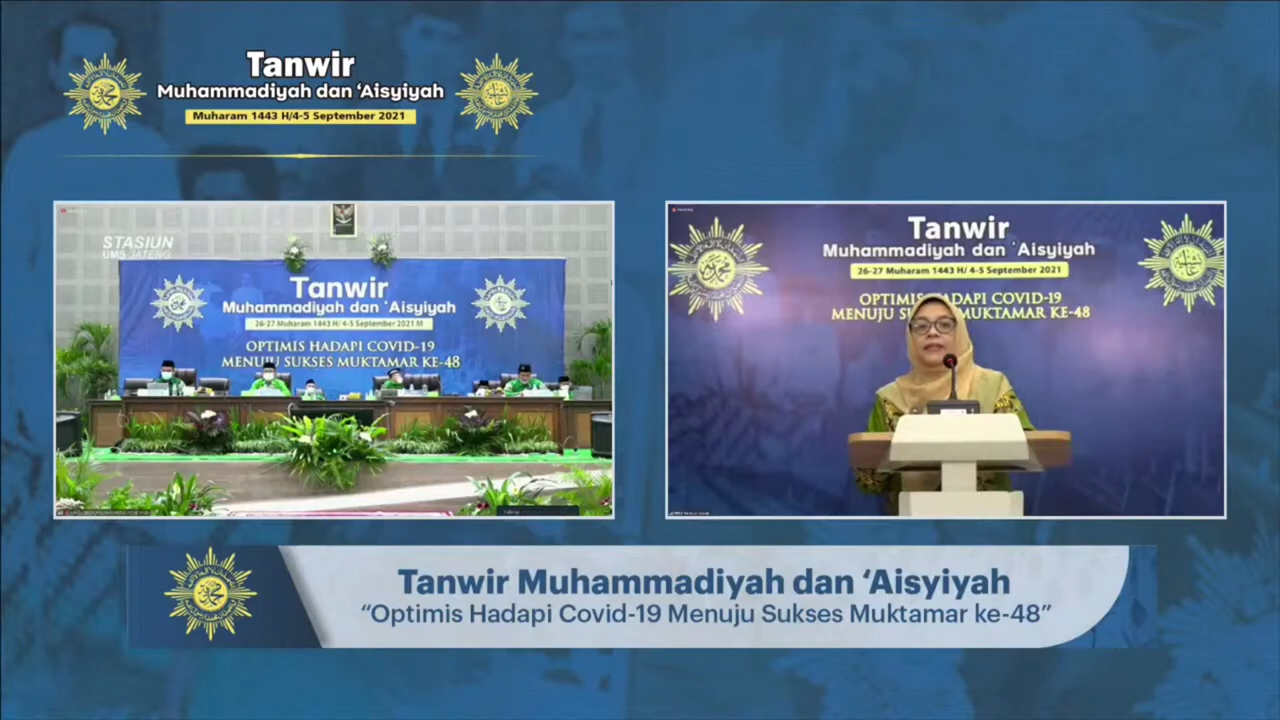 Tanwir
Muhammadiyah dan ‘Aisyiyah
Muharam 1443 H/4-5 September 2021
STASIUN
UMS JATENG
Tanwir
Muhammadiyah dan ‘Aisyiyah
26-27 Muharam 1443 H/ 4-5 September 2021 M
OPTIMIS HADAPI COVID-19
MENUJU SUKSES MUKTAMAR KE-48
Tanwir
Muhammadiyah dan ‘Aisyiyah
26-27 Muharam 1443 H/ 4-5 September 2021
OPTIMIS HADAPI COVID-19
MENUJU MUKTAMAR KE-48
Tanwir Muhammadiyah dan ‘Aisyiyah
“Optimis Hadapi Covid-19 Menuju Sukses Muktamar ke-48”